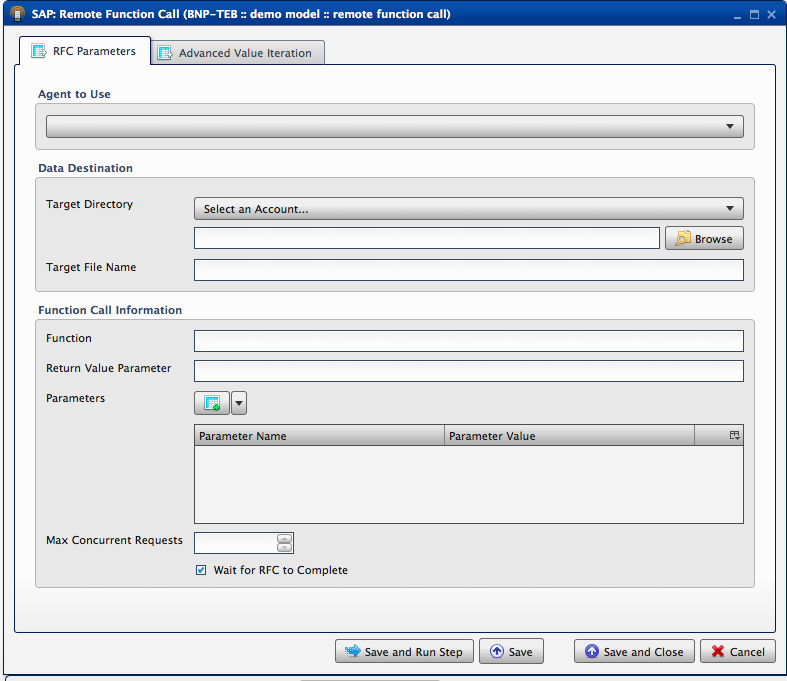 SAP: Remote Function Call (BNP-TEB :: demo model :: remote function call)
RFC Parameters
Advanced Value Iteration
Agent to Use
Data Destination
Target Directory
Select an Account...
Browse
Target File Name
Function Call Information
Function
Return Value Parameter
Parameters
Parameter Name
Parameter Value
Max Concurrent Requests
Wait for RFC to Complete
Save and Run Step
Save
Save and Close
Cancel